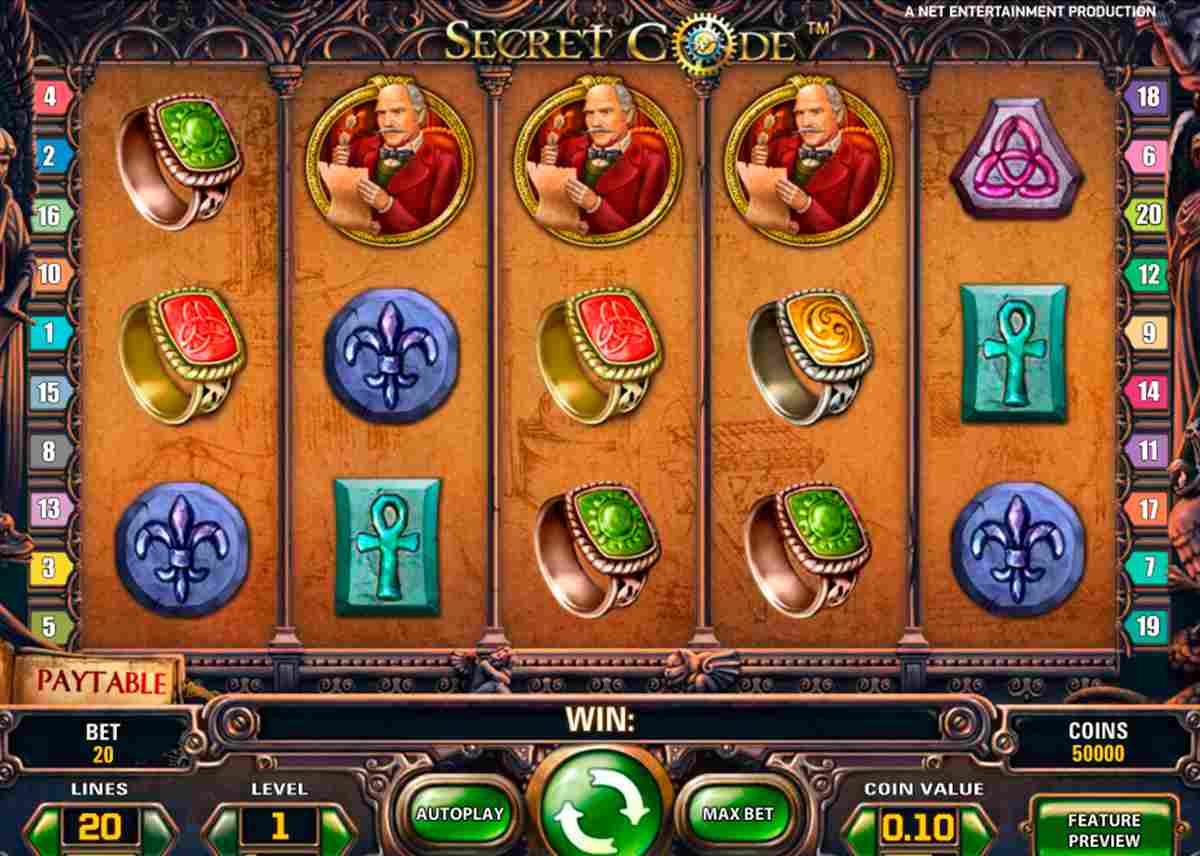 A NET ENTERTAINMENT PRODUCTION
SECRET CODE™
4
2
16
10
1
15
8
13
3
5
18
6
20
12
9
14
11
17
7
19
PAYTABLE
WIN:
BET
20
COINS
50000
LINES
20
LEVEL
1
AUTOPLAY
MAX BET
COIN VALUE
0.10
FEATURE
PREVIEW